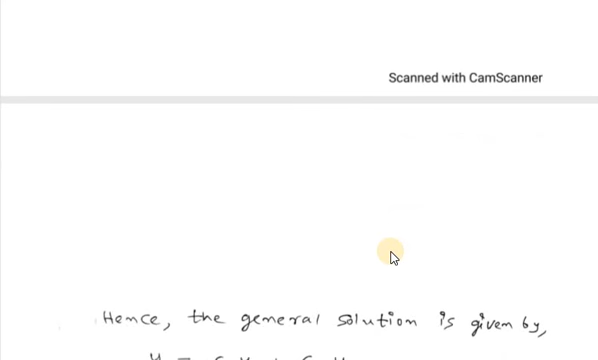 Scanned with CamScanner
Hence, the general solution is given by,